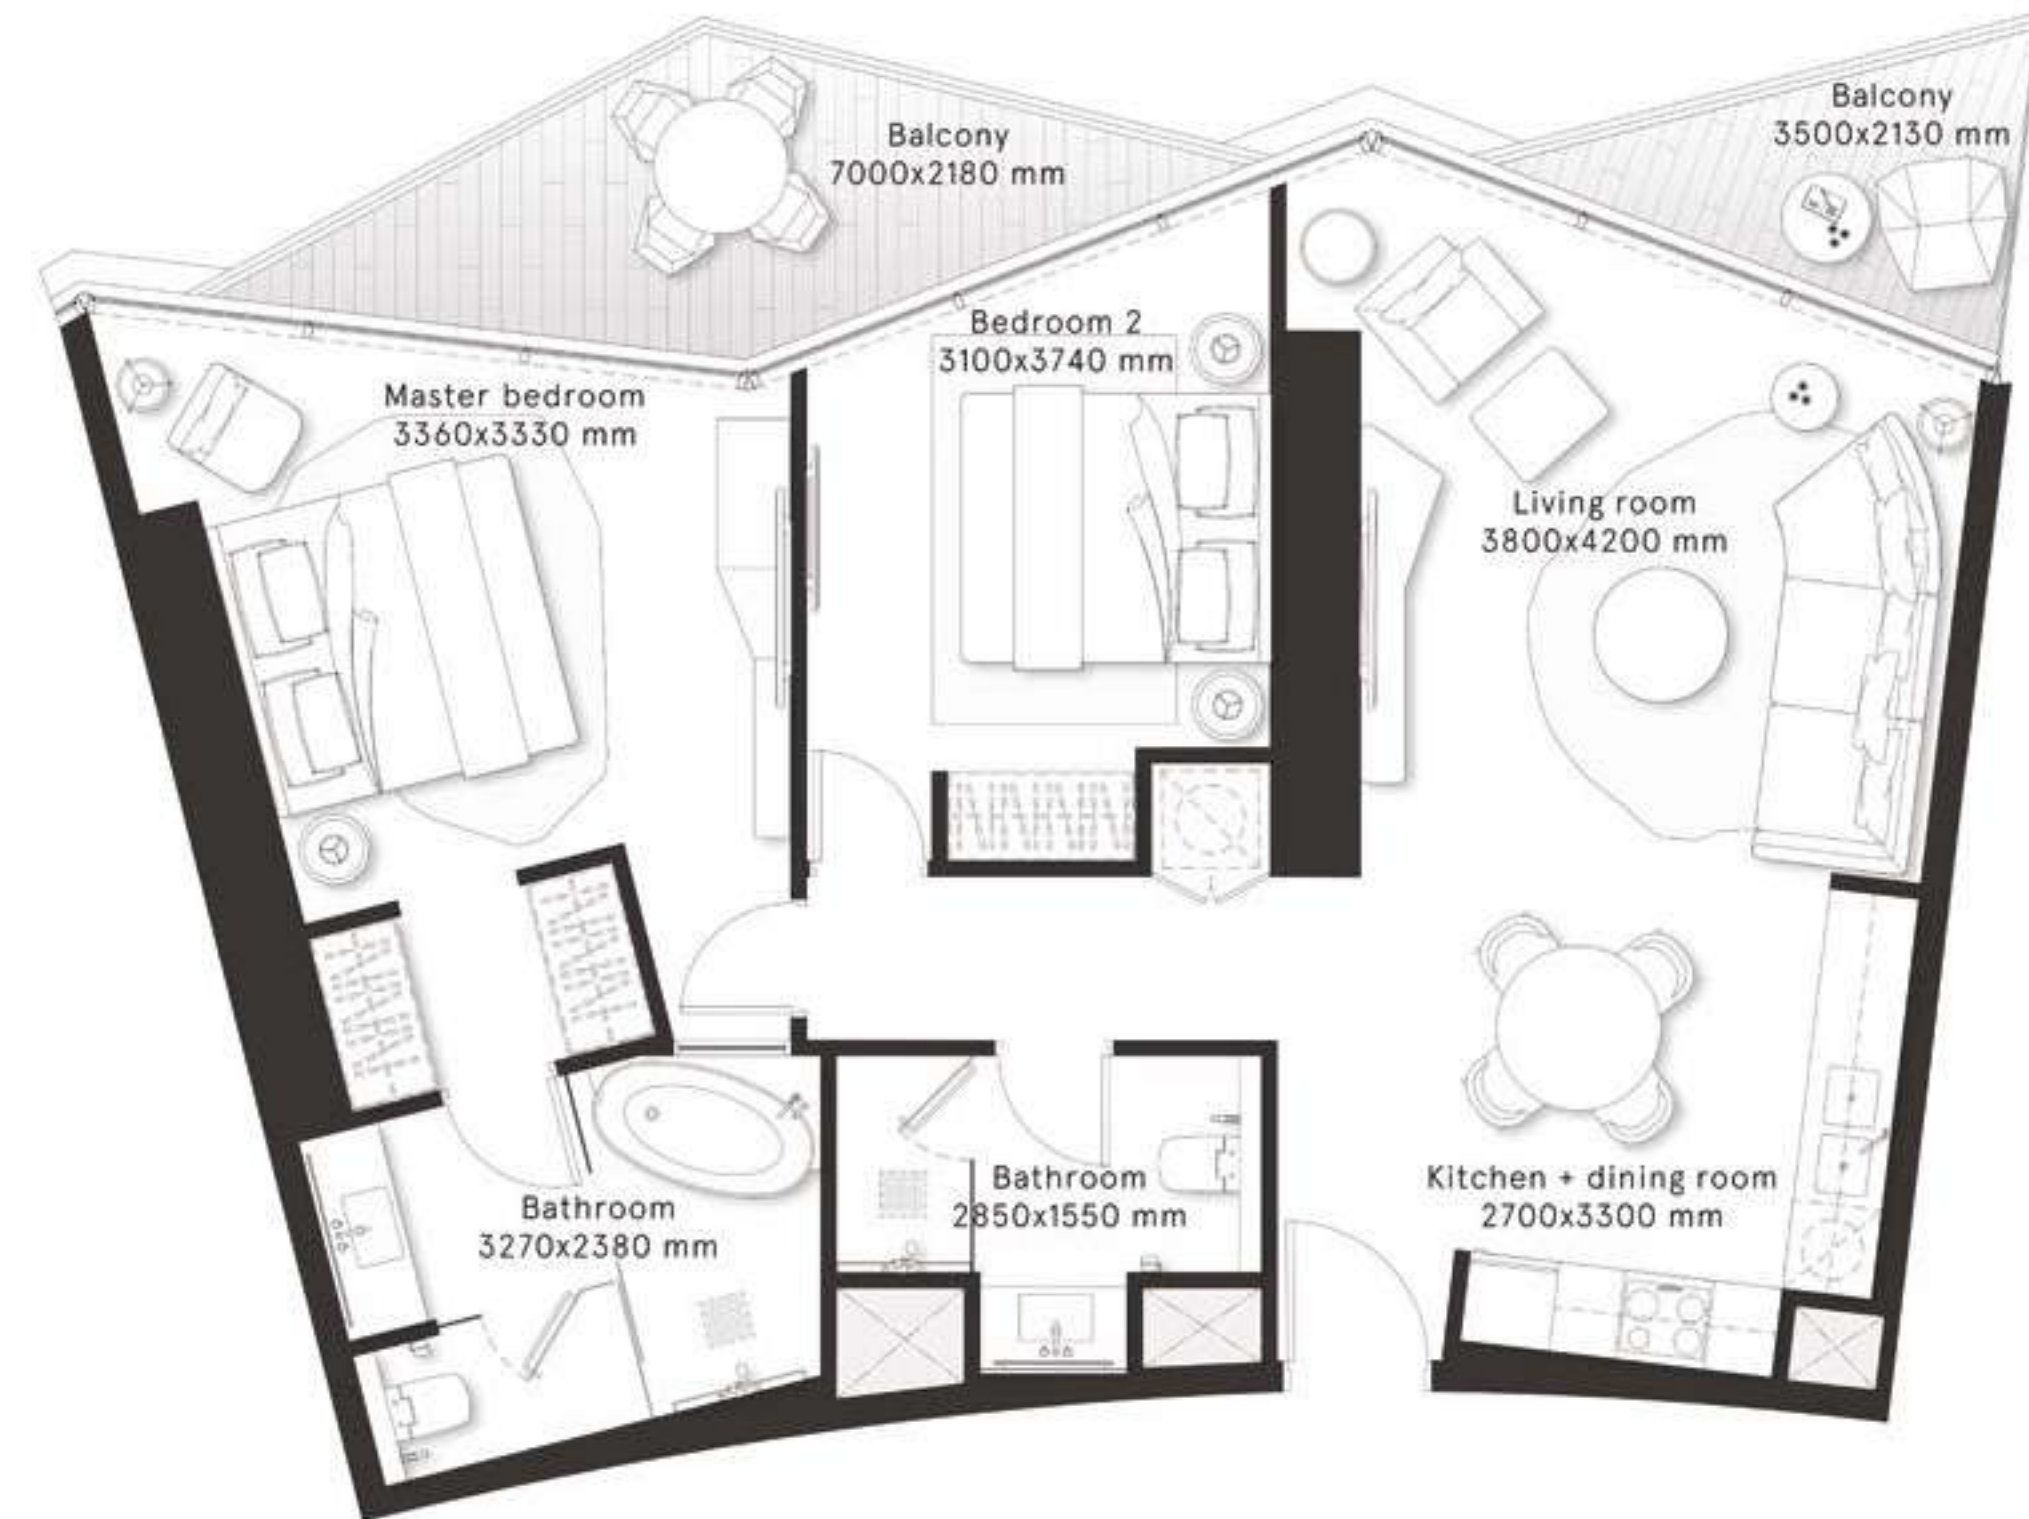 Balcony
3500x2130 mm
Balcony
7000x2180 mm
Bedroom 2
3100x3740 mm
Master bedroom
3360x3330 mm
Living room
3800x4200 mm
Bathroom
2850x1550 mm
Kitchen + dining room
2700x3300 mm
Bathroom
3270x2380 mm